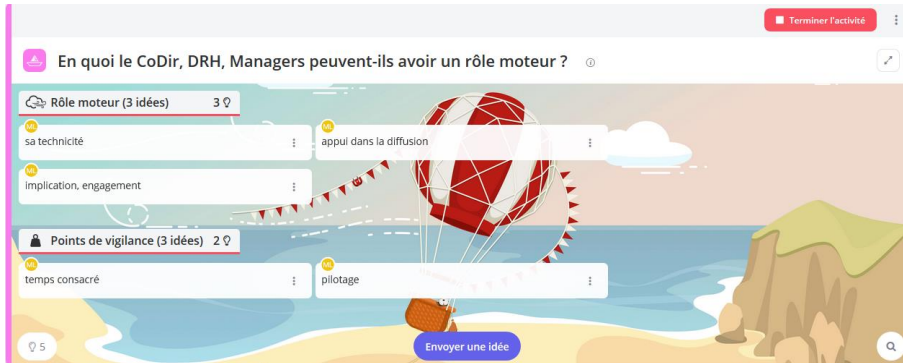 Terminer l'activité
En quoi le CoDir, DRH, Managers peuvent-ils avoir un rôle moteur ?
Rôle moteur (3 idées) 3
ML ML
sa technicité appui dans la diffusion
ML
implication, engagement
Points de vigilance (3 idées) 2
ML ML
temps consacré pilotage
5
Envoyer une idée